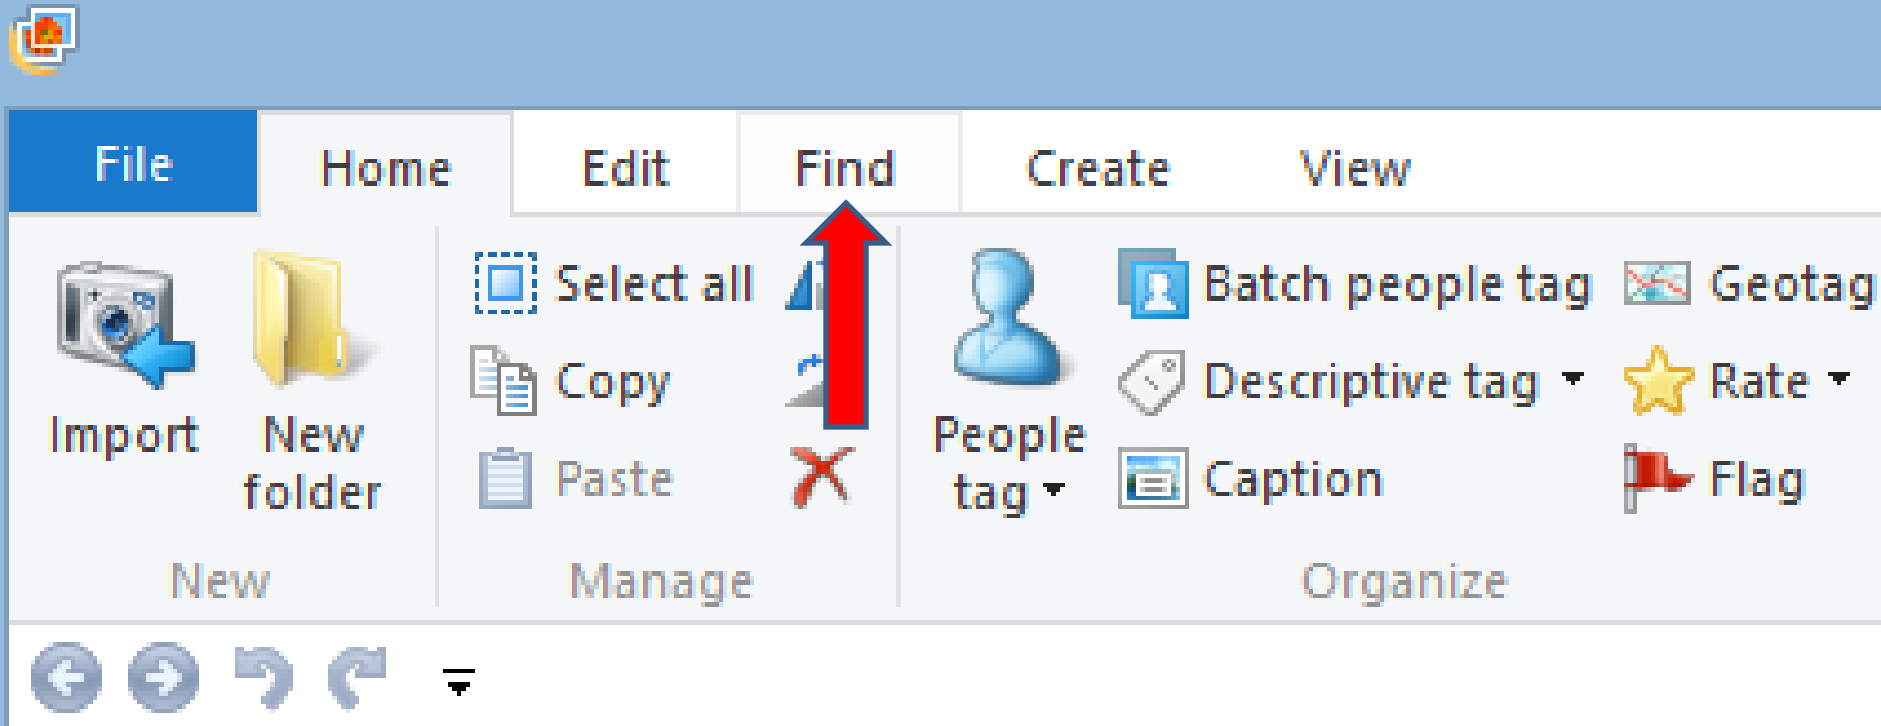 File Home Edit Find Create View
Select all Batch people tag Geotag
Copy Descriptive tag Rate
Import New folder People tag
Paste Caption Flag
New Manage Organize